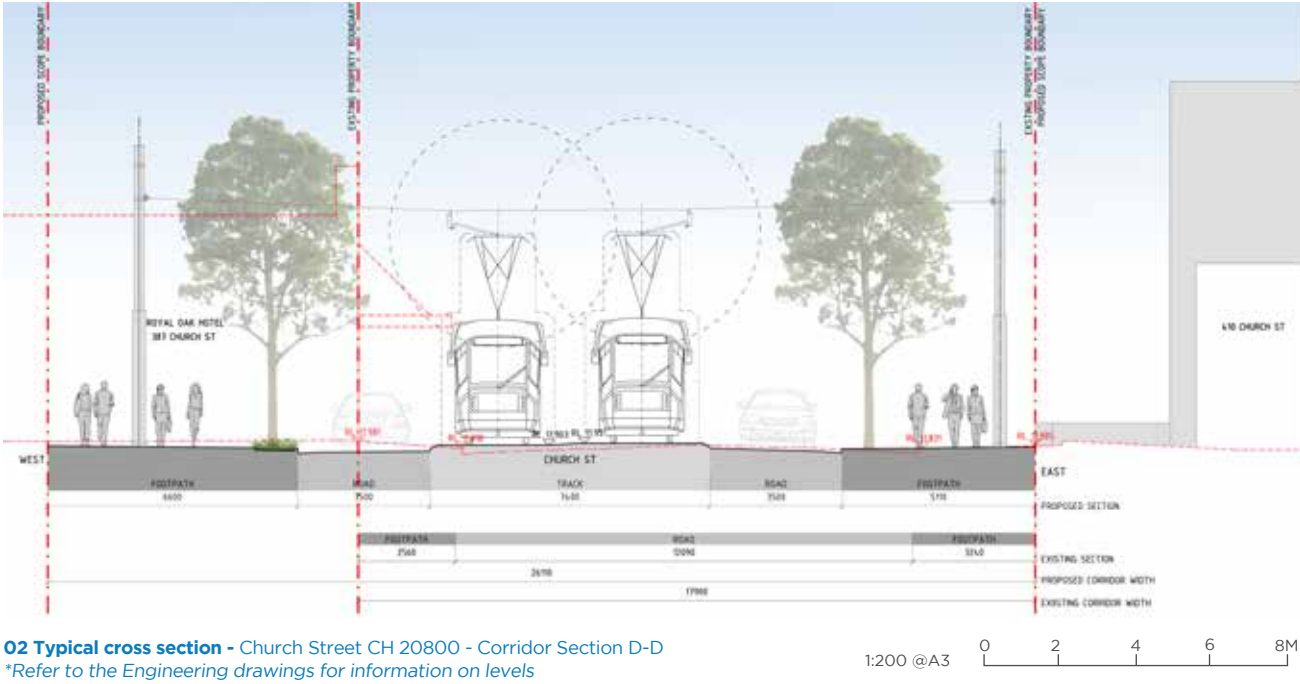 PROPOSED SCOPE BOUNDARY
EXISTING PROPERTY BOUNDARY
EXISTING PROPERTY BOUNDARY
PROPOSED SCOPE BOUNDARY
ROYAL OAK HOTEL
387 CHURCH ST
410 CHURCH ST
WEST
CHURCH ST
EAST
FOOTPATH
ROAD
TRACK
ROAD
FOOTPATH
6600
3500
7400
3500
5110
PROPOSED SECTION
FOOTPATH
ROAD
FOOTPATH
2560
12090
3240
EXISTING SECTION
26110
PROPOSED CORRIDOR WIDTH
EXISTING CORRIDOR WIDTH
02 Typical cross section - Church Street CH 20800 - Corridor Section D-D
*Refer to the Engineering drawings for information on levels
1:200 @A3
0 2 4 6 8M